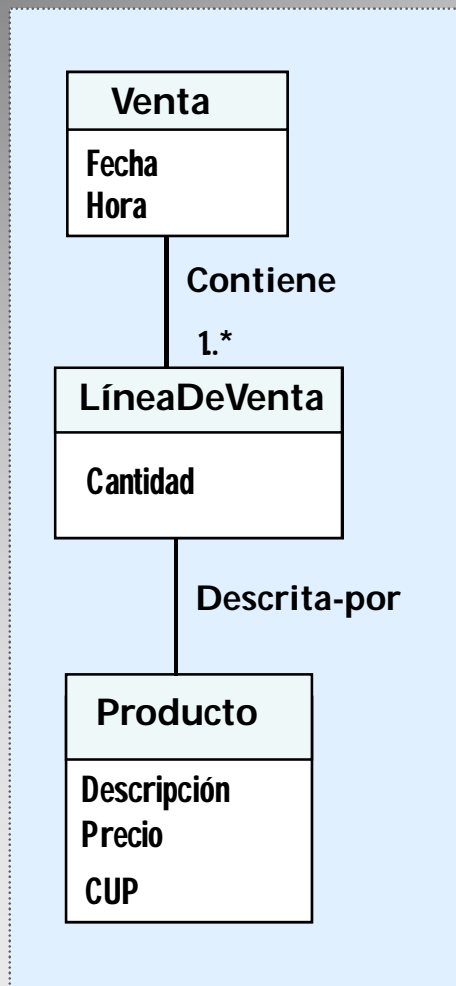 Venta
Fecha
Hora
Contiene
1..*
LíneaDeVenta
Cantidad
Descrita-por
Producto
Descripción
Precio
CUP